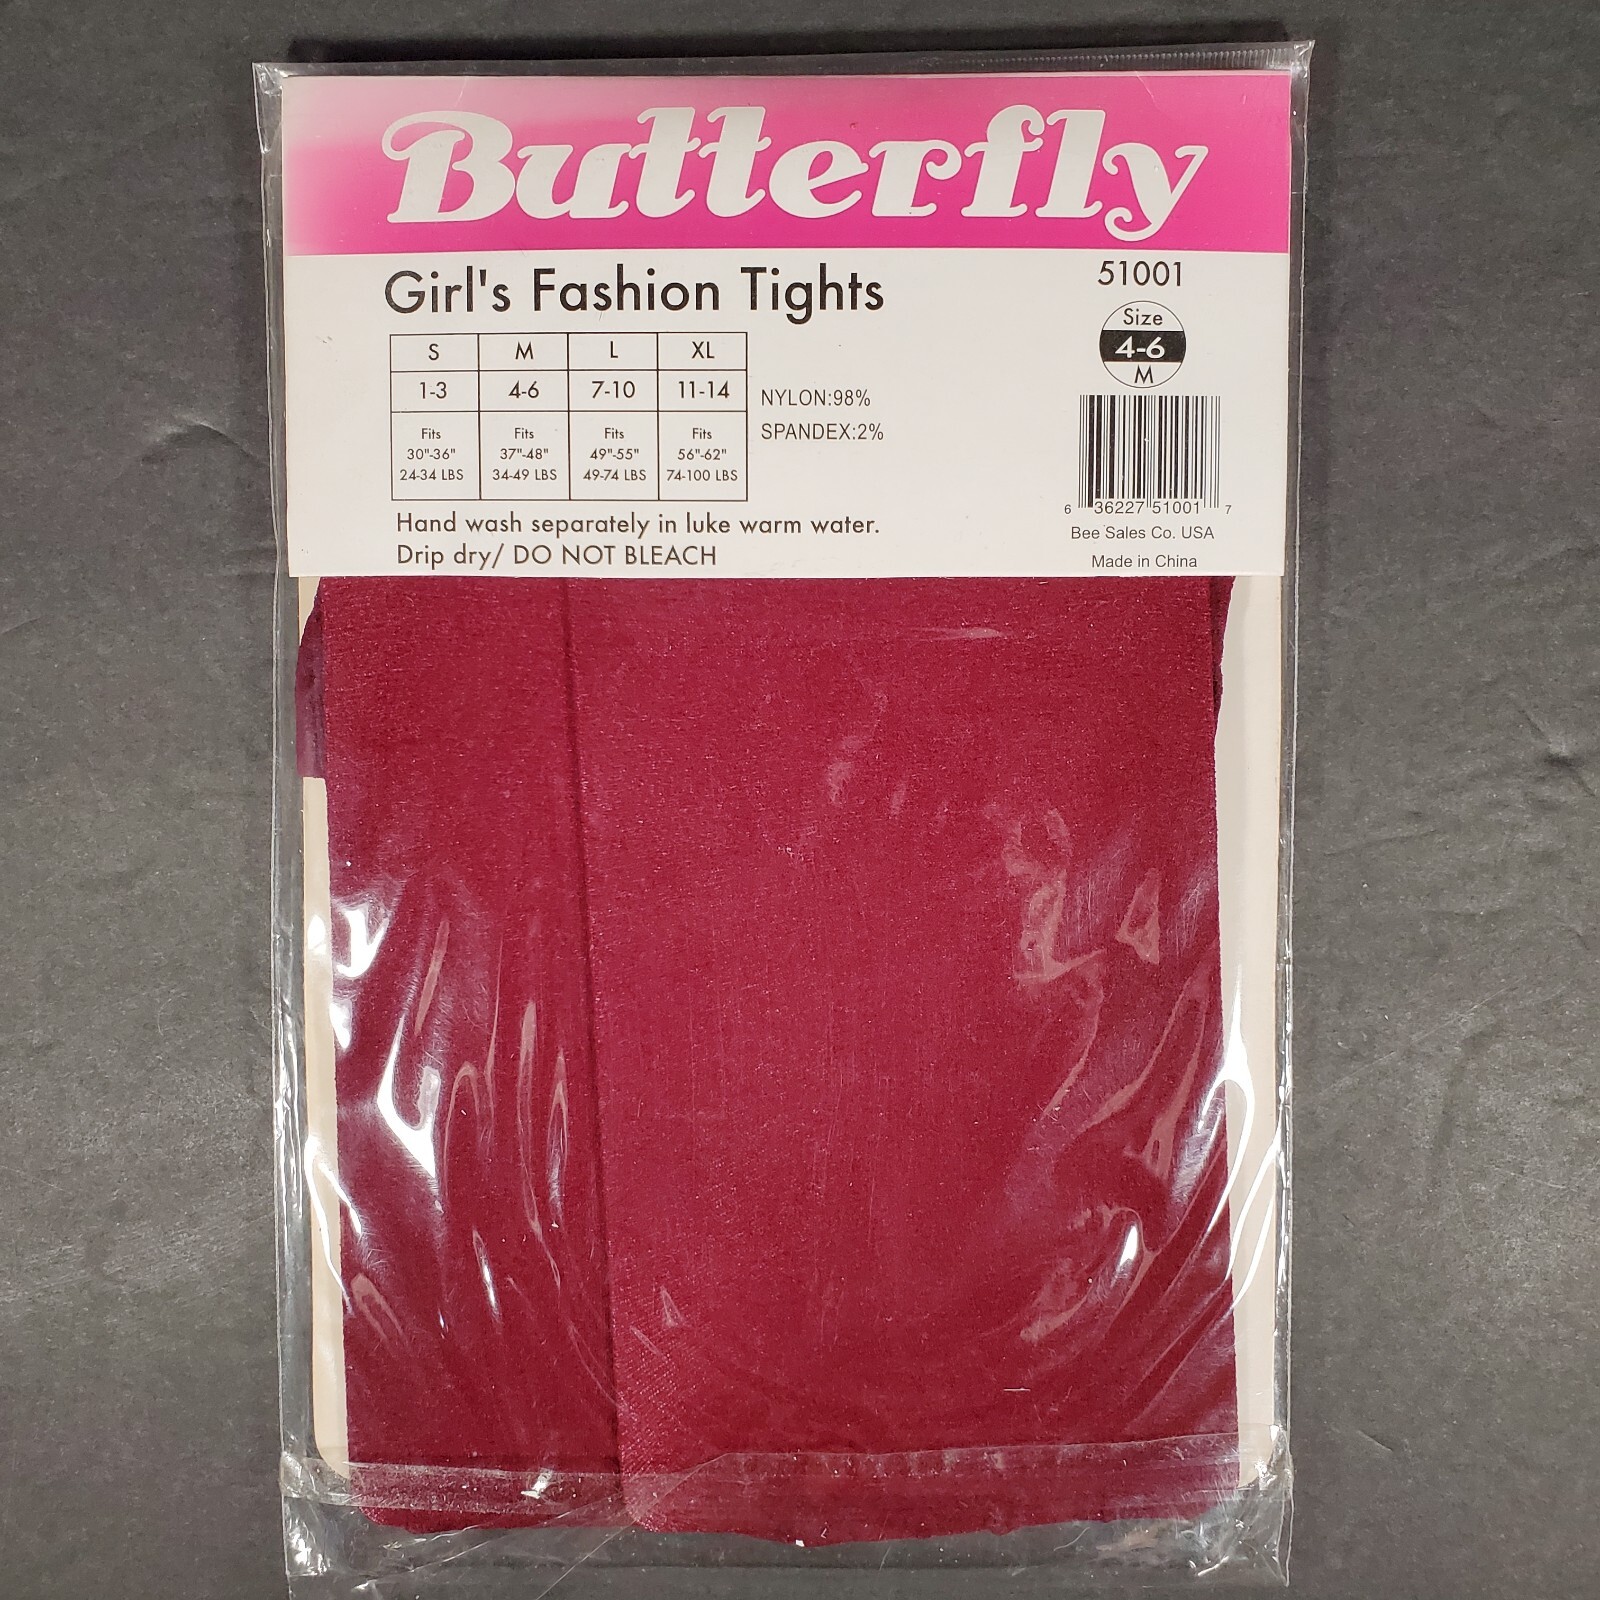 Butterfly
Girl's Fashion Tights
51001
Size
4-6
M
S M L XL
1-3 4-6 7-10 11-14
Fits Fits Fits Fits
30"-36" 37"-48" 49"-55" 56"-62"
24-34 LBS 34-49 LBS 49-74 LBS 74-100 LBS
NYLON:98%
SPANDEX:2%
Hand wash separately in luke warm water.
Drip dry/ DO NOT BLEACH
6 36227 51001 7
Bee Sales Co. USA
Made in China